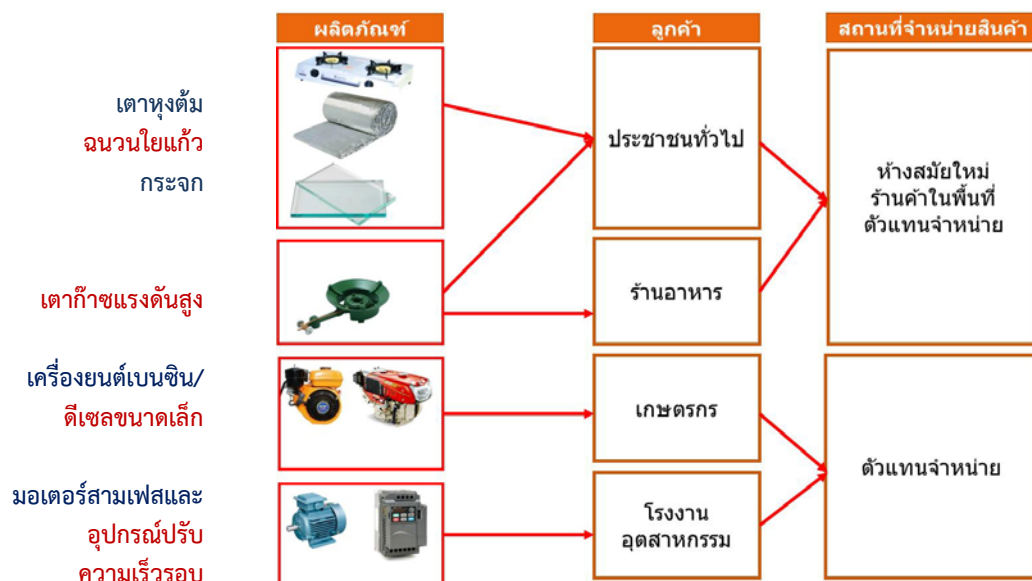 ผลิตภัณฑ์
ลูกค้า
สถานที่จำหน่ายสินค้า
เตาหุงต้ม
ฉนวนใยแก้ว
กระจก
ประชาชนทั่วไป
ห้างสมัยใหม่
ร้านค้าในพื้นที่
ตัวแทนจำหน่าย
เตาก๊าซแรงดันสูง
ร้านอาหาร
เครื่องยนต์เบนซิน/
ดีเซลขนาดเล็ก
เกษตรกร
ตัวแทนจำหน่าย
มอเตอร์สามเฟสและ
อุปกรณ์ปรับ
ความเร็วรอบ
โรงงาน
อุตสาหกรรม